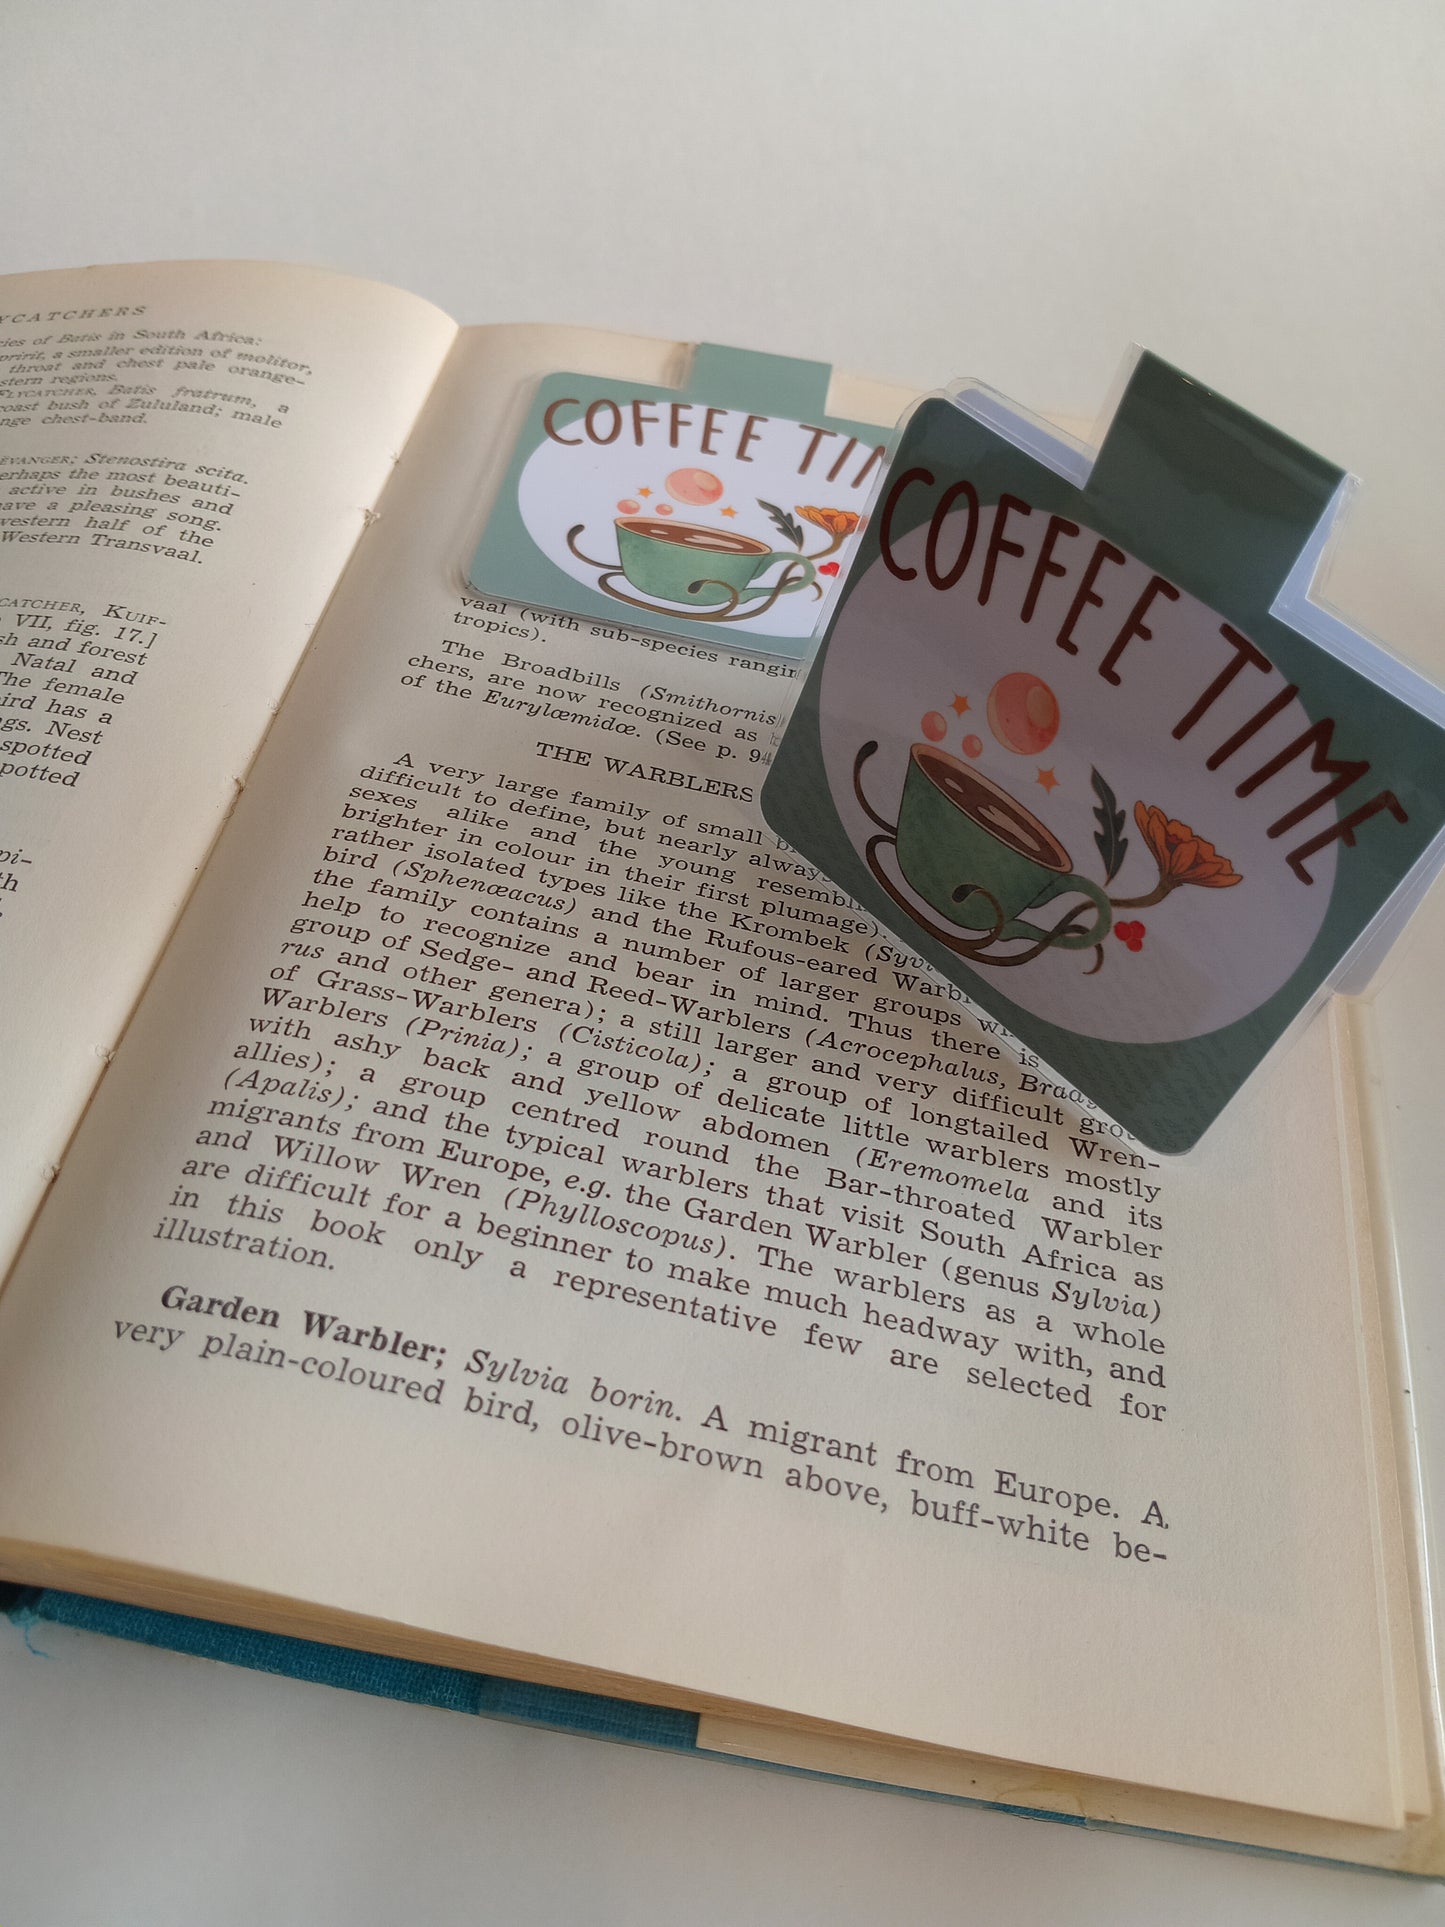 YCATCHERS
ies of Batis in South Africa:
pririt, a smaller edition of molitor,
throat and chest pale orange-
stern regions.
FLYCATCHER, Batis fratrum, a
oast bush of Zululand; male
nge chest-band.
EVANGER; Stenostira scita.
erhaps the most beauti-
active in bushes and
ave a pleasing song.
western half of the
Western Transvaal.
CATCHER, KUIF-
VII, fig. 17.]
sh and forest
Natal and
The female
ird has a
gs. Nest
spotted
potted
pi-
th
COFFEE TI
COFFEE TIME
vaal (with sub-species rangin
tropics).
The Broadbills (Smithornis
chers, are now recognized as
of the Eurylæmidæ. (See p. 94
THE WARBLERS
A very large family of small b
difficult to define, but nearly always
sexes alike and the young resembl
brighter in colour in their first plumage).
rather isolated types like the Krombek (Sylvi
bird (Sphenœacus) and the Rufous-eared Warbl
the family contains a number of larger groups w
help to recognize and bear in mind. Thus there is
group of Sedge- and Reed-Warblers (Acrocephalus, Brady
rus and other genera); a still larger and very difficult gro
of Grass-Warblers (Cisticola); a group of longtailed Wren-
Warblers (Prinia); a group of delicate little warblers mostly
with ashy back and yellow abdomen (Eremomela and its
allies); a group centred round the Bar-throated Warbler
(Apalis); and the typical warblers that visit South Africa as
migrants from Europe, e.g. the Garden Warbler (genus Sylvia)
and Willow Wren (Phylloscopus). The warblers as a whole
are difficult for a beginner to make much headway with, and
in this book only a representative few are selected for
illustration.
Garden Warbler; Sylvia borin. A migrant from Europe. A
very plain-coloured bird, olive-brown above, buff-white be-